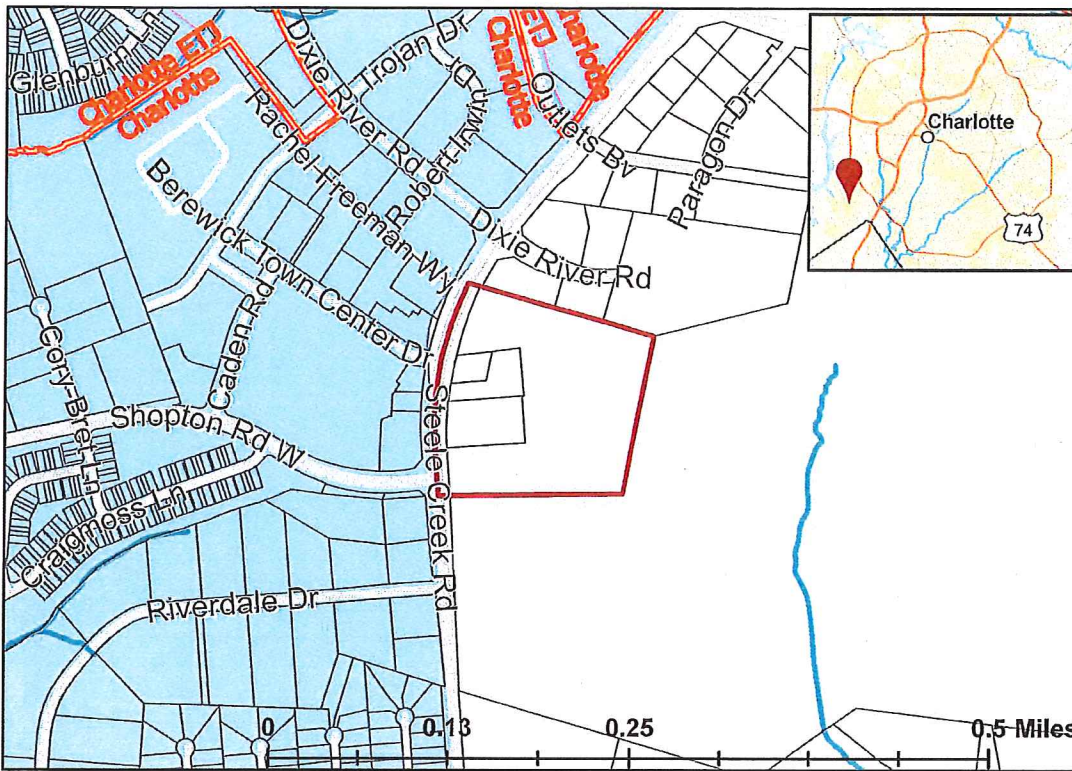 Glenburn Ln
Charlotte ETJ
Charlotte
Dixie River Rd
Trojan Dr
Charlotte ETJ
Charlotte
Charlotte
Outlets Bv
Paragon Dr
Rachel Freeman Wy
Robert Irwin Dr
Berewick Town Center Dr
Dixie River Rd
Caden Rd
Cory Bret Ln
Shopton Rd W
Steele Creek Rd
Craigmoss Ln
Riverdale Dr
0 0.13 0.25 0.5 Miles
Charlotte
74